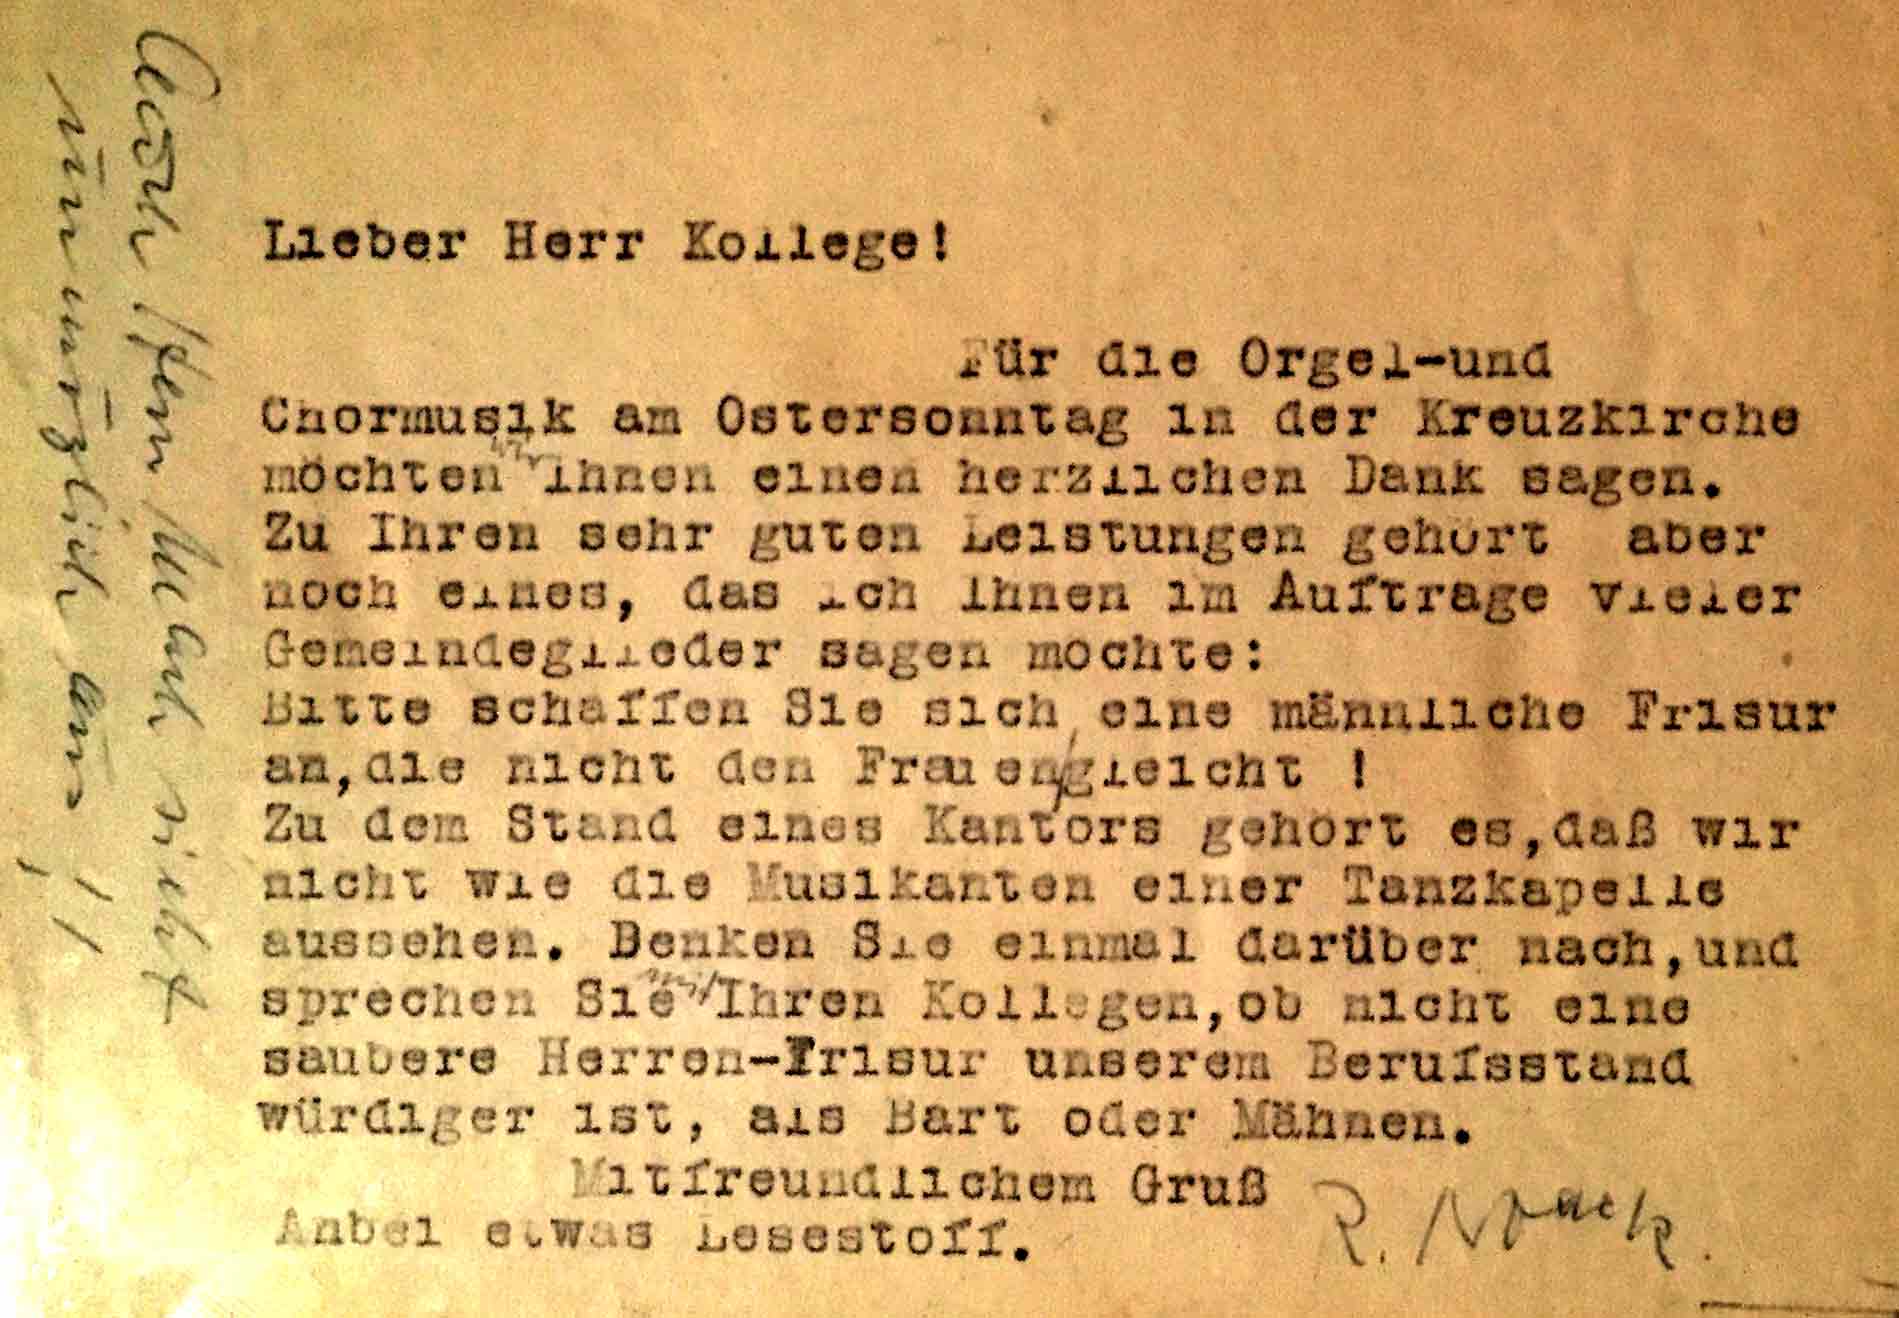 Lieber Herr Kollege!
Für die Orgel-und
Chormusik am Ostersonntag in der Kreuzkirche
möchten wir Ihnen einen herzlichen Dank sagen.
Zu Ihren sehr guten Leistungen gehört aber
noch eines, das ich Ihnen im Auftrage vieler
Gemeindeglieder sagen möchte:
Bitte schaffen Sie sich eine männliche Frisur
an,die nicht den Frauen/gleicht !
Zu dem Stand eines Kantors gehört es,daß wir
nicht wie die Musikanten einer Tanzkapelle
aussehen. Denken Sie einmal darüber nach,und
sprechen Sie mit Ihren Kollegen,ob nicht eine
saubere Herren-Frisur unserem Berufsstand
würdiger ist, als Bart oder Mähnen.
Mitfreundlichem Gruß
Anbei etwas Lesestoff.
R. Noack.
Auch sieht
aus !!